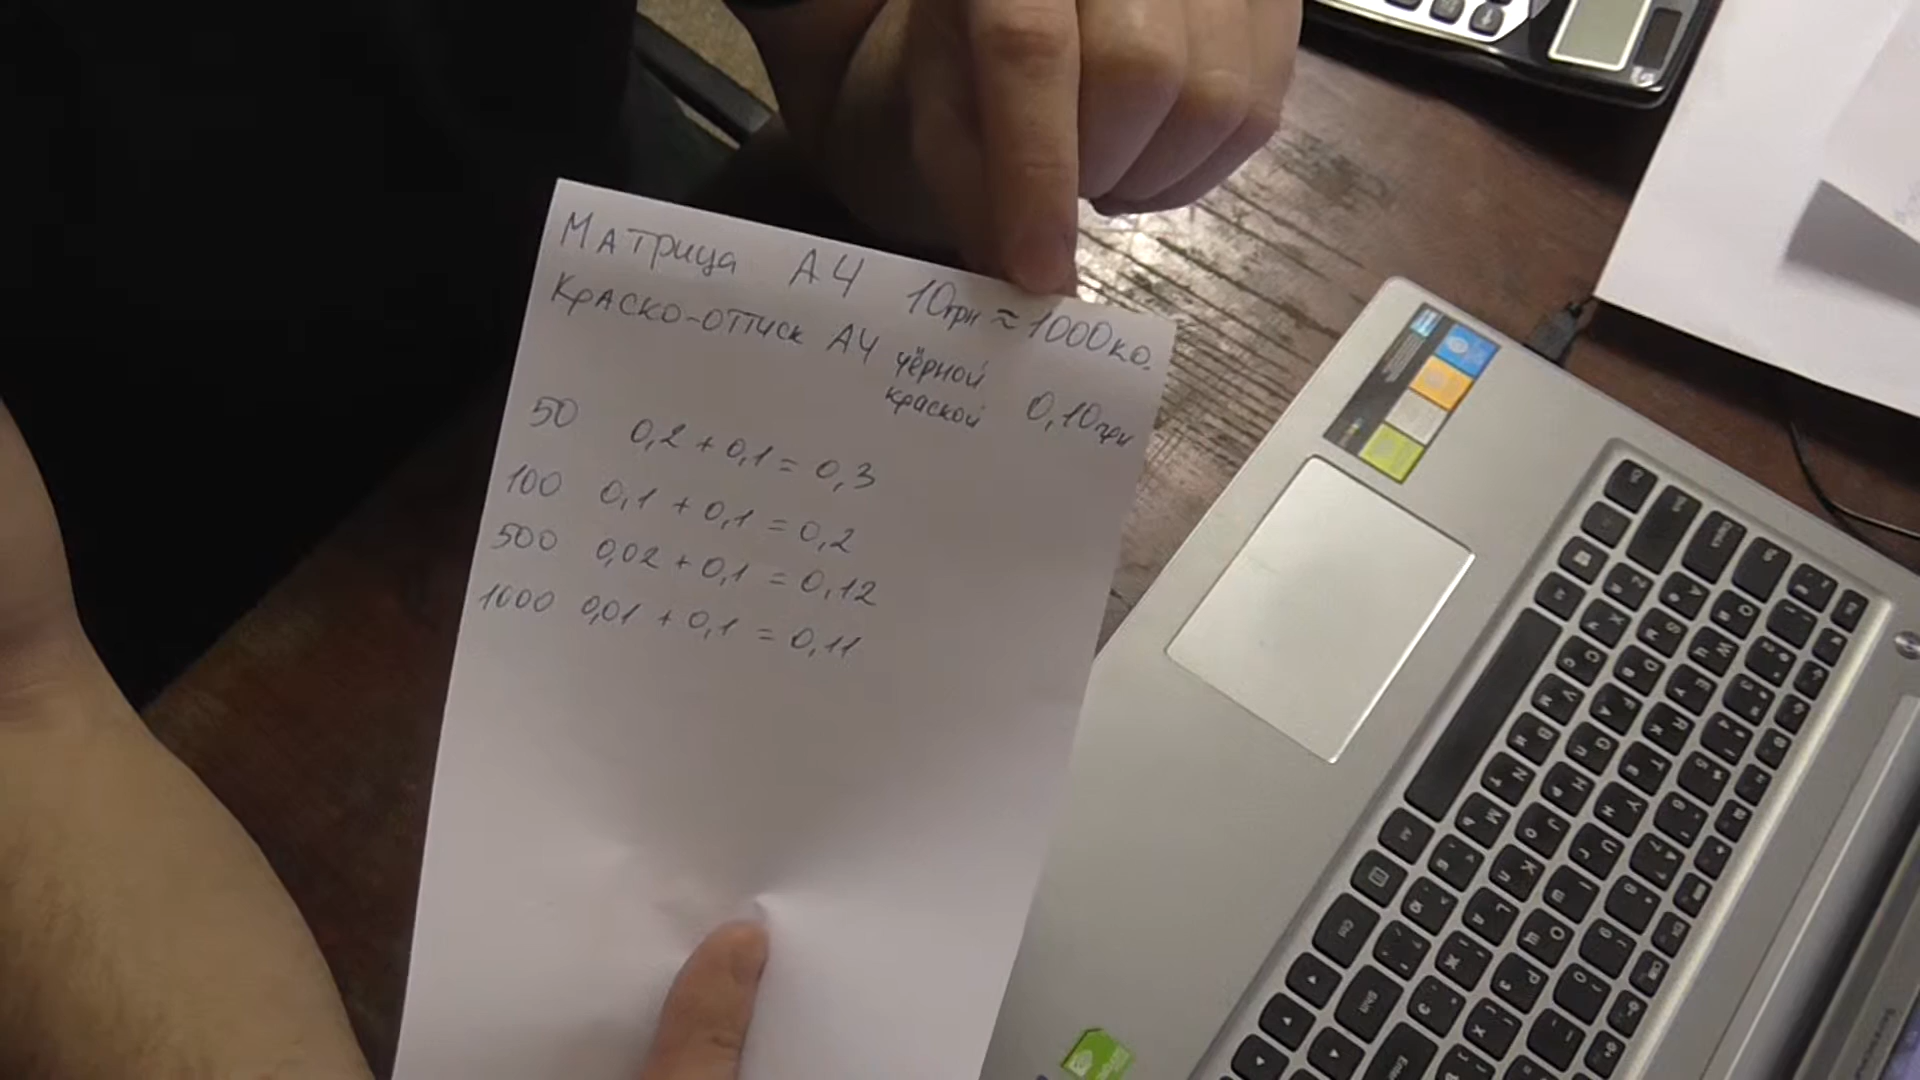 Матрица А4 10грн ≈ 1000ко.
Краско-оттиск А4 чёрной краской 0,10грн
50 0,2 + 0,1 = 0,3
100 0,1 + 0,1 = 0,2
500 0,02 + 0,1 = 0,12
1000 0,01 + 0,1 = 0,11